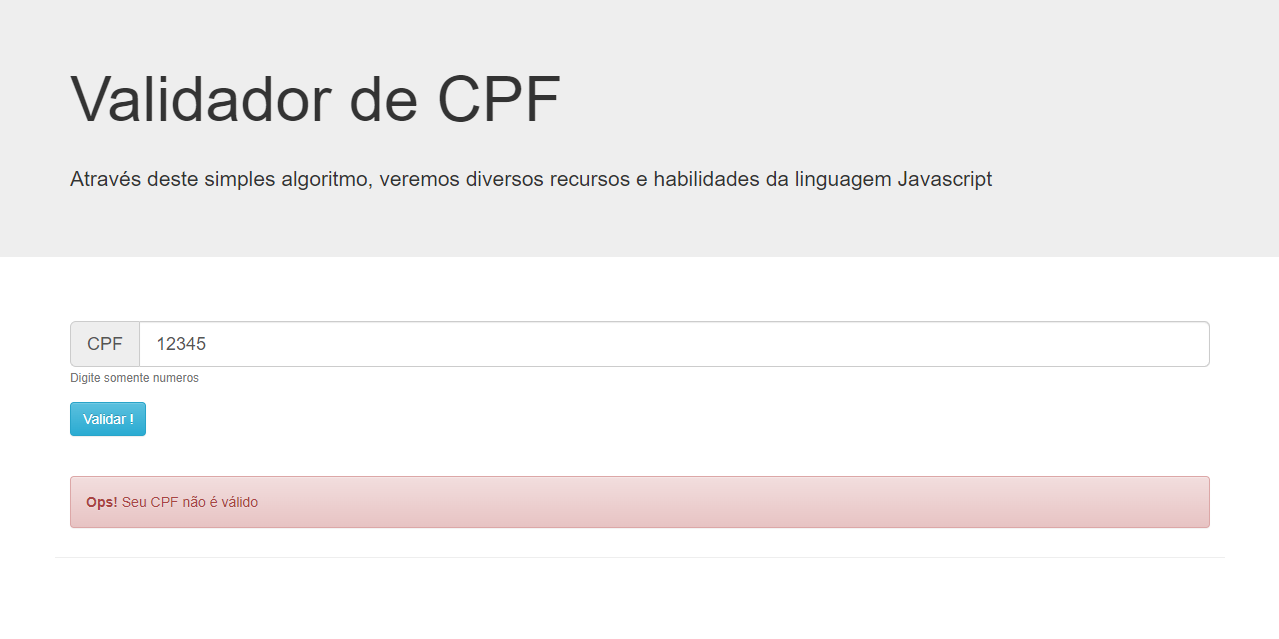 Validador de CPF
Através deste simples algoritmo, veremos diversos recursos e habilidades da linguagem Javascript
CPF 12345
Digite somente numeros
Validar !
Ops! Seu CPF não é válido